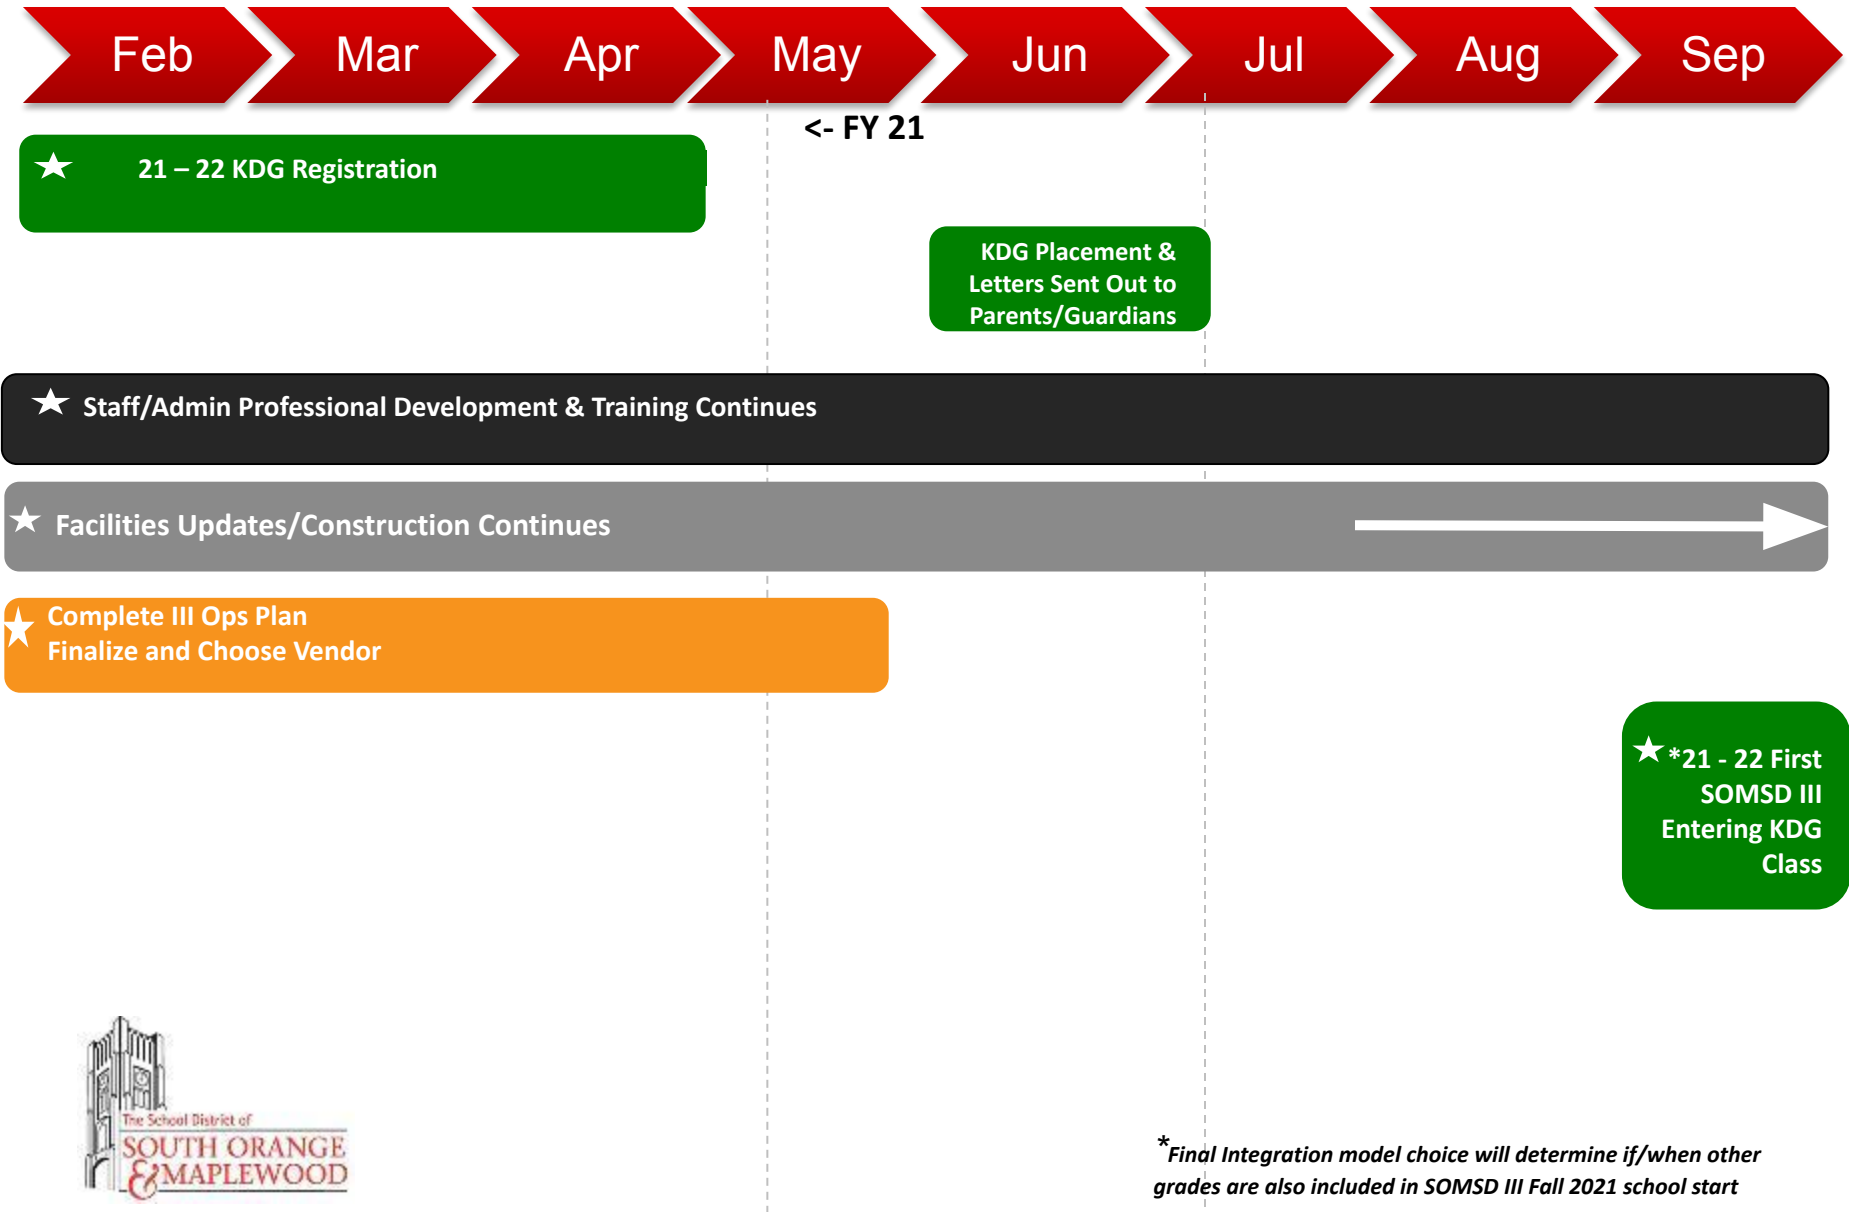 Feb Mar Apr May Jun Jul Aug Sep
<- FY 21
21 – 22 KDG Registration
KDG Placement &
Letters Sent Out to
Parents/Guardians
Staff/Admin Professional Development & Training Continues
Facilities Updates/Construction Continues
Complete III Ops Plan
Finalize and Choose Vendor
*21 - 22 First
SOMSD III
Entering KDG
Class
The School District of
SOUTH ORANGE
&MAPLEWOOD
*Final Integration model choice will determine if/when other
grades are also included in SOMSD III Fall 2021 school start